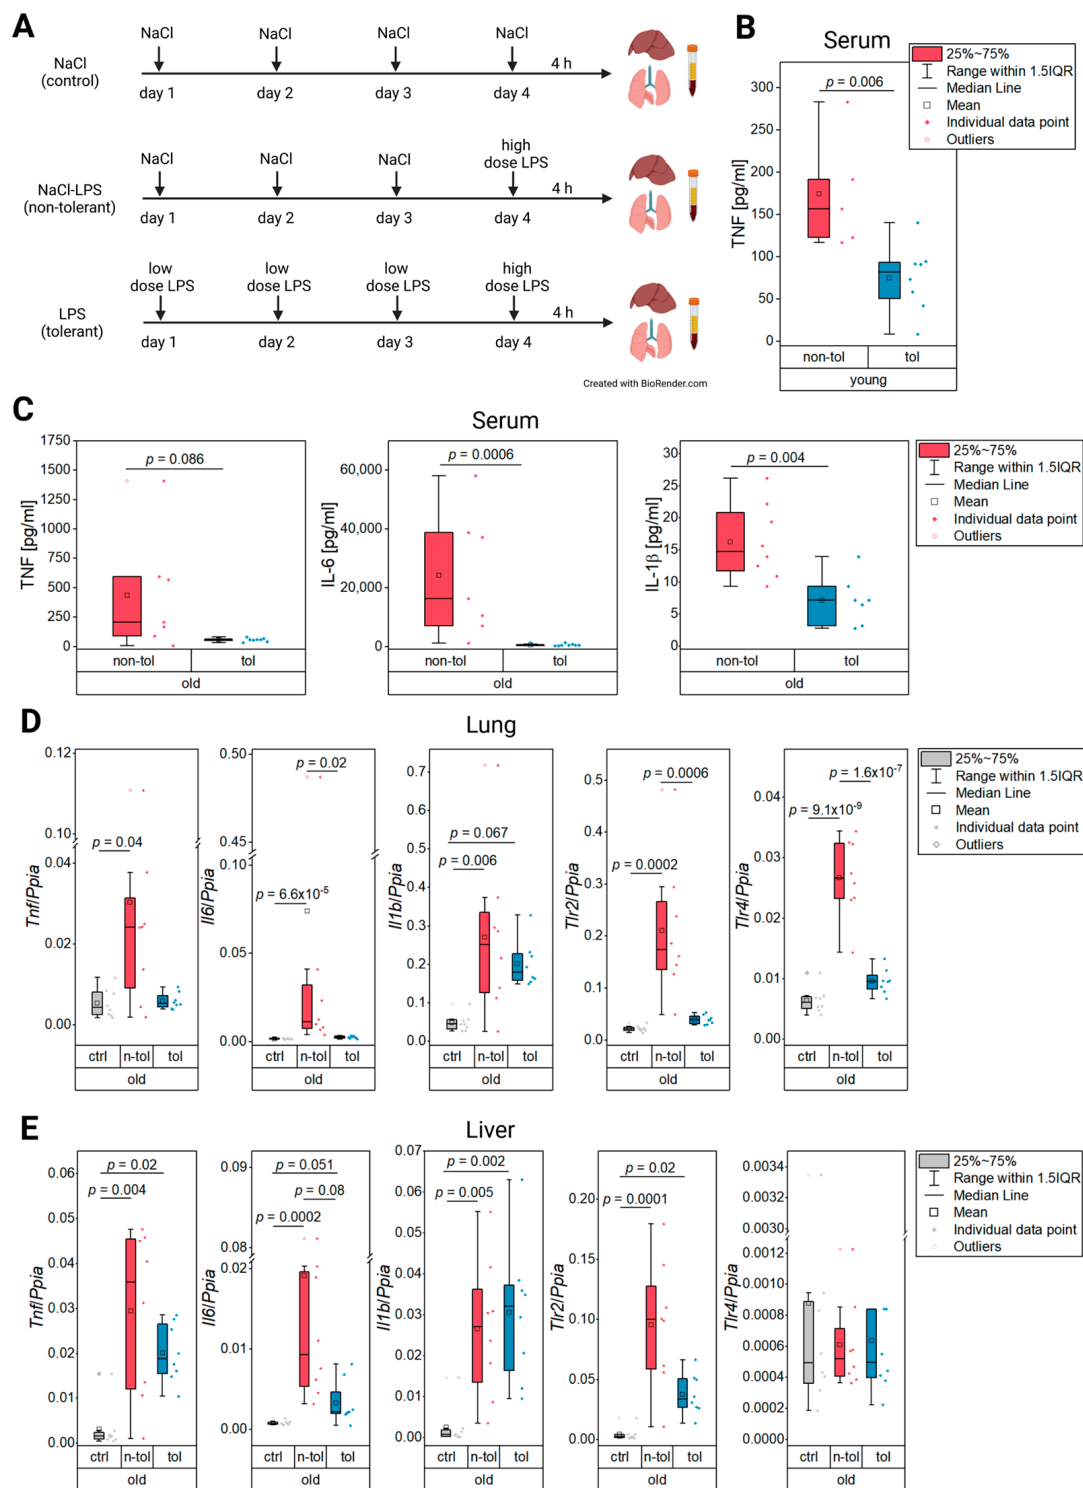 A
NaCl
(control)
NaCl
NaCl
NaCl
NaCl
4 h
day 1
day 2
day 3
day 4
NaCl-LPS
(non-tolerant)
NaCl
NaCl
NaCl
high
dose LPS
4 h
day 1
day 2
day 3
day 4
LPS
(tolerant)
low
dose LPS
low
dose LPS
low
dose LPS
high
dose LPS
4 h
day 1
day 2
day 3
day 4
Created with BioRender.com
B
Serum
TNF [pg/ml]
300
250
200
150
100
50
0
p = 0.006
non-tol
tol
young
25%~75%
Range within 1.5IQR
Median Line
Mean
Individual data point
Outliers
C
Serum
TNF [pg/ml]
1750
1500
1250
1000
750
500
250
0
p = 0.086
non-tol
tol
old
IL-6 [pg/ml]
60,000
40,000
20,000
0
p = 0.0006
non-tol
tol
old
IL-1β [pg/ml]
30
25
20
15
10
5
0
p = 0.004
non-tol
tol
old
25%~75%
Range within 1.5IQR
Median Line
Mean
Individual data point
Outliers
D
Lung
Tnf/Ppia
0.12
0.10
0.04
0.02
0.00
p = 0.04
ctrl
n-tol
tol
old
Il6/Ppia
0.50
0.45
0.10
0.05
0.00
p = 0.02
p = 6.6x10-5
ctrl
n-tol
tol
old
Il1b/Ppia
0.7
0.6
0.5
0.4
0.3
0.2
0.1
0.0
p = 0.067
p = 0.006
ctrl
n-tol
tol
old
Tlr2/Ppia
0.5
0.4
0.3
0.2
0.1
0.0
p = 0.0006
p = 0.0002
ctrl
n-tol
tol
old
Tlr4/Ppia
0.04
0.03
0.02
0.01
0.00
p = 1.6x10-7
p = 9.1x10-9
ctrl
n-tol
tol
old
25%~75%
Range within 1.5IQR
Median Line
Mean
Individual data point
Outliers
E
Liver
Tnf/Ppia
0.06
0.05
0.04
0.03
0.02
0.01
0.00
p = 0.02
p = 0.004
ctrl
n-tol
tol
old
Il6/Ppia
0.09
0.08
0.02
0.01
0.00
p = 0.051
p = 0.08
p = 0.0002
ctrl
n-tol
tol
old
Il1b/Ppia
0.07
0.06
0.05
0.04
0.03
0.02
0.01
0.00
p = 0.002
p = 0.005
ctrl
n-tol
tol
old
Tlr2/Ppia
0.20
0.15
0.10
0.05
0.00
p = 0.02
p = 0.0001
ctrl
n-tol
tol
old
Tlr4/Ppia
0.0034
0.0032
0.0030
0.0012
0.0010
0.0008
0.0006
0.0004
0.0002
0.0000
ctrl
n-tol
tol
old
25%~75%
Range within 1.5IQR
Median Line
Mean
Individual data point
Outliers